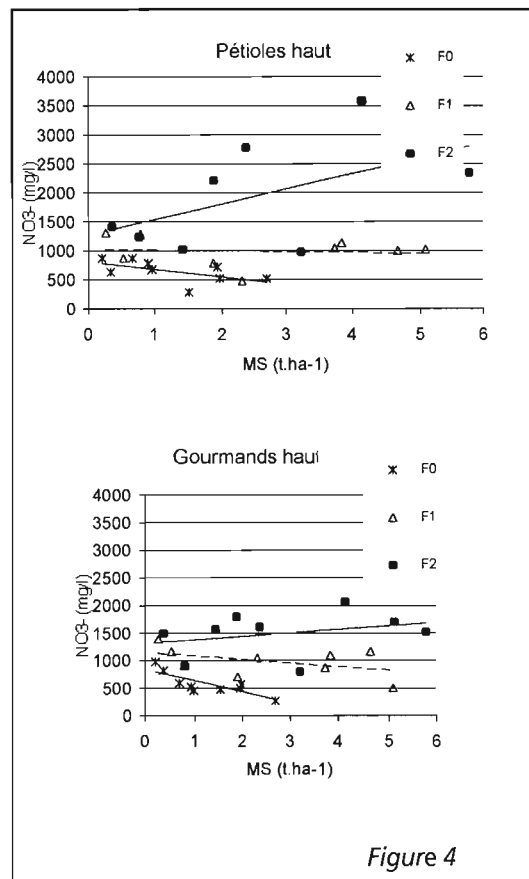 Pétioles haut
F0
F1
F2
4000
3500
3000
2500
2000
1500
1000
500
0
NO3- (mg/l)
0 1 2 3 4 5 6
MS (t.ha-1)
Gourmands haut
F0
F1
F2
4000
3500
3000
2500
2000
1500
1000
500
0
NO3- (mg/l)
0 1 2 3 4 5 6
MS (t.ha-1)
Figure 4